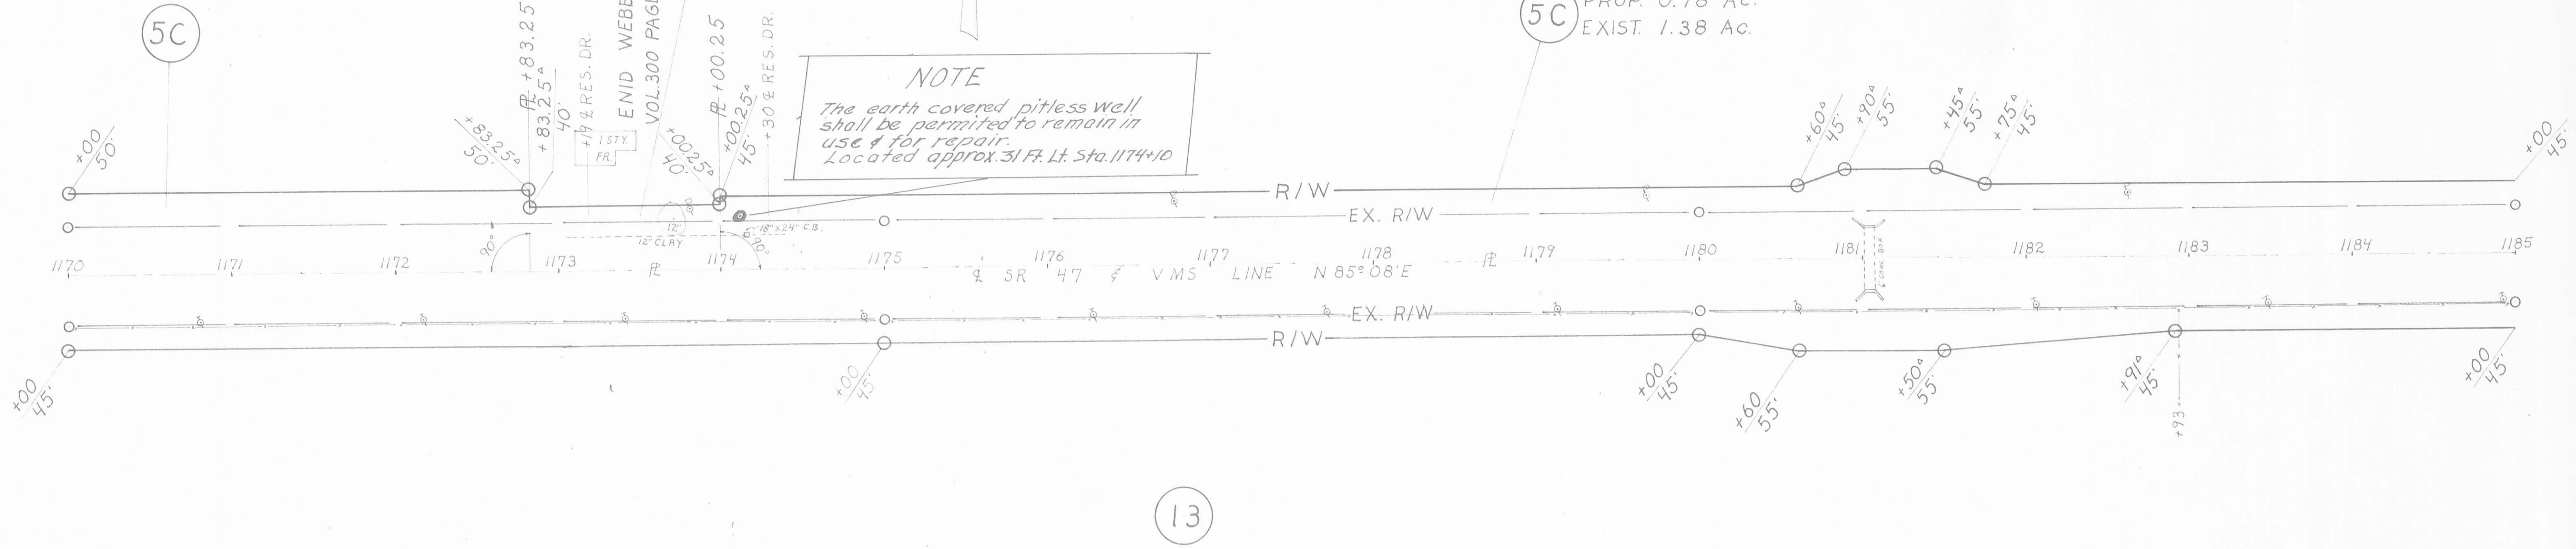 5C
℄ +83.25
+83.25△
40'
+19 ℄ RES. DR.
ENID WEBE
VOL.300 PAGE
+00.25
+00.25△
45'
+30 ℄ RES. DR.
5C
EXIST. 1.38 AC.
NOTE
The earth covered pitless well
shall be permited to remain in
use & for repair.
Located approx. 31 Ft. Lt. Sta. 1174+10
+00
50'
+83.25△
50'
1 STY.
FR.
+00.25△
40'
+60△
45'
+90△
55'
+45△
55'
+75△
45'
+00
45'
R/W
EX. R/W
12"
18" X 24" C.B.
12" CLAY
90°
90°
1170
1171
1172
1173
1174
1175
1176
1177
1178
1179
1180
1181
1182
1183
1184
1185
℄ SR 47 & VMS LINE N 85° 08' E
EX. R/W
R/W
+00
45'
+00
45'
+00
45'
+60
55'
+50△
55'
+91△
45'
+93
+00
45'
13